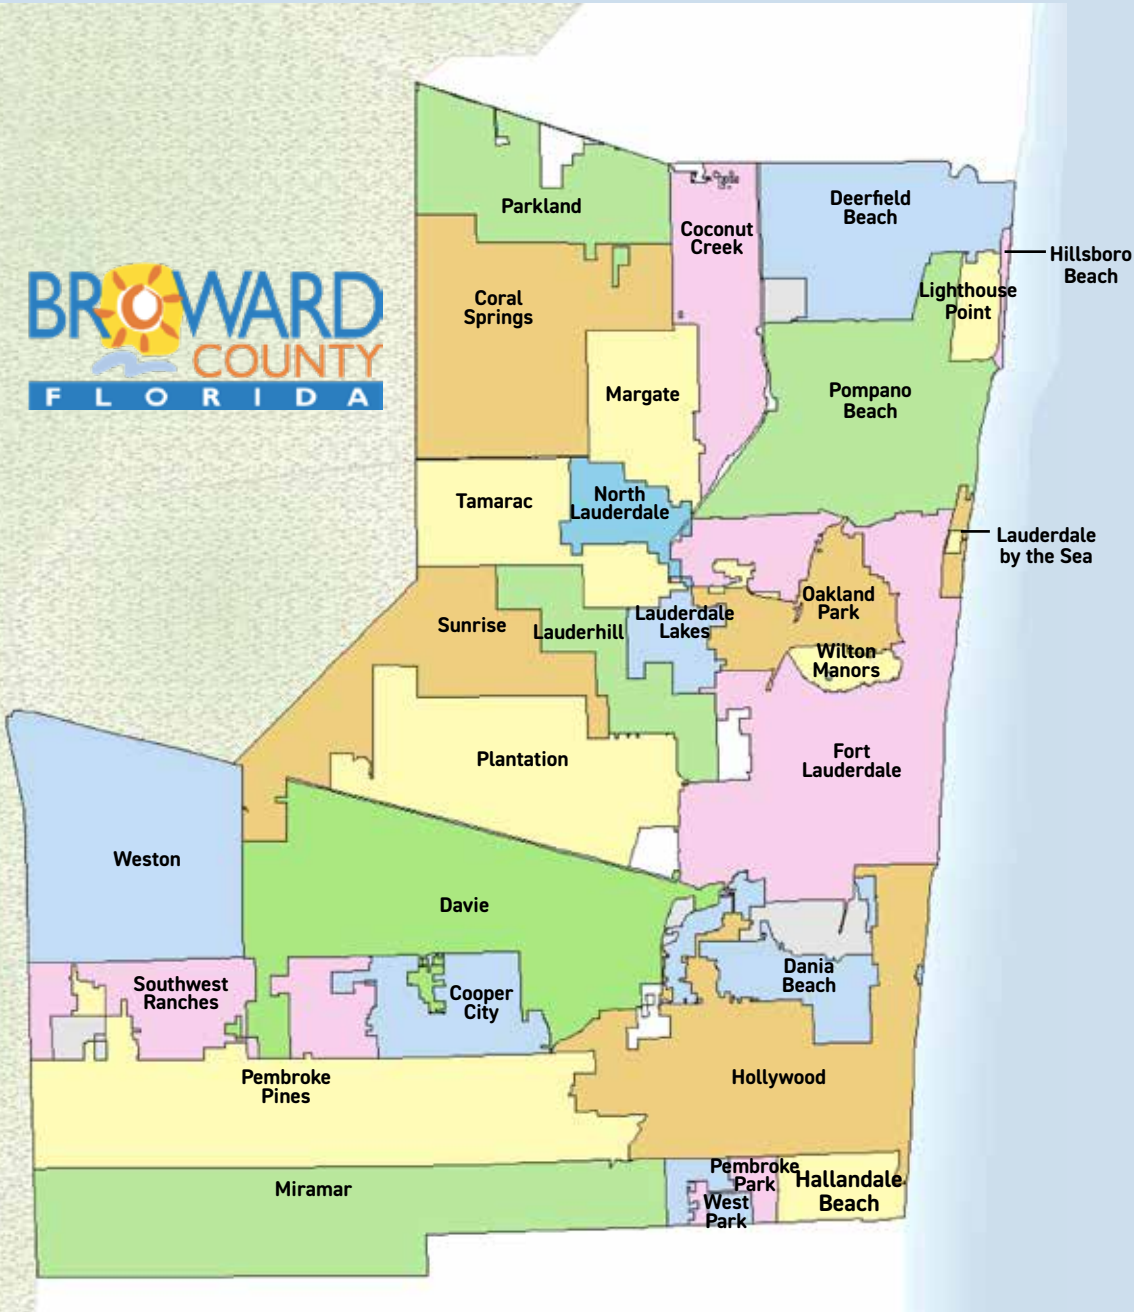 Parkland
Deerfield
Beach
Coconut
Creek
Hillsboro
Beach
BROWARD
COUNTY
FLORIDA
Coral
Springs
Lighthouse
Point
Margate
Pompano
Beach
Tamarac
North
Lauderdale
Lauderdale
by the Sea
Oakland
Park
Sunrise
Lauderhill
Lauderdale
Lakes
Wilton
Manors
Plantation
Fort
Lauderdale
Weston
Davie
Southwest
Ranches
Cooper
City
Dania
Beach
Pembroke
Pines
Hollywood
Miramar
Pembroke
Park
West
Park
Hallandale
Beach